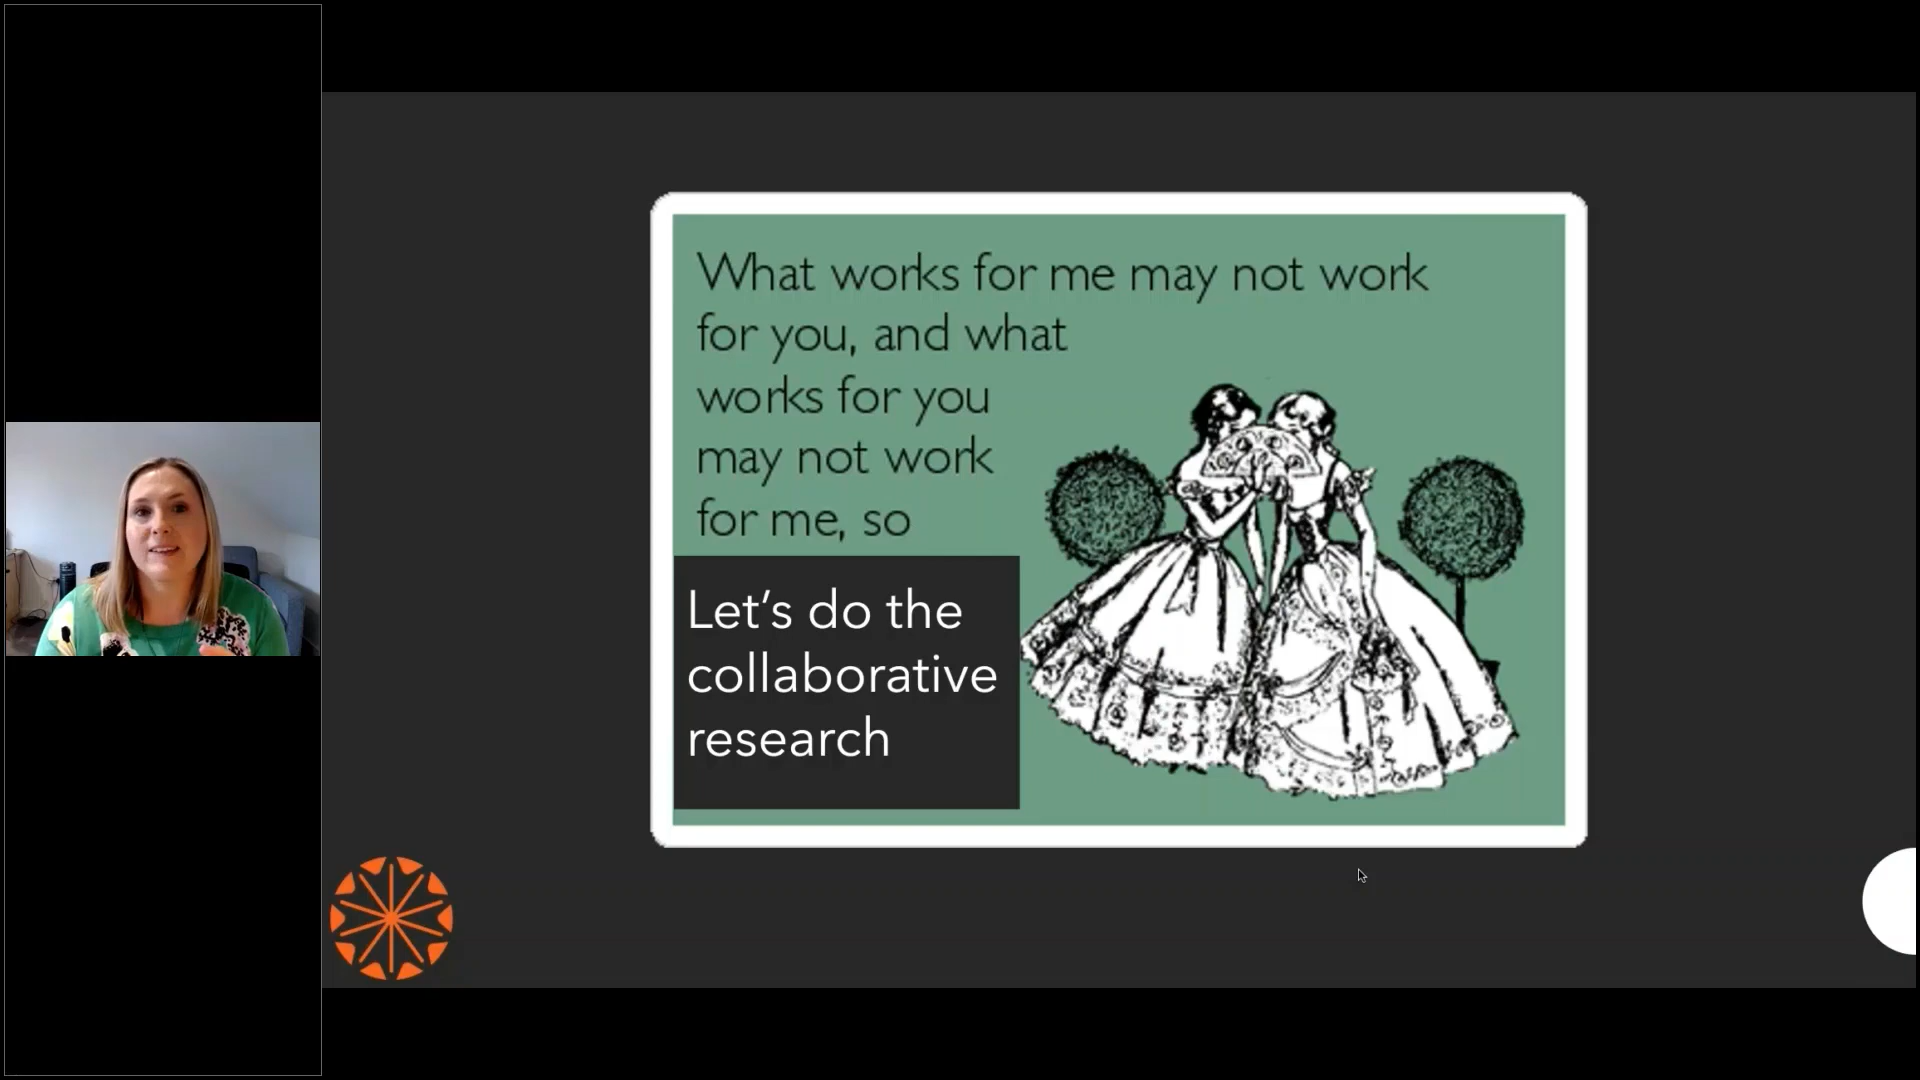 What works for me may not work
for you, and what
works for you
may not work
for me, so
Let’s do the
collaborative
research